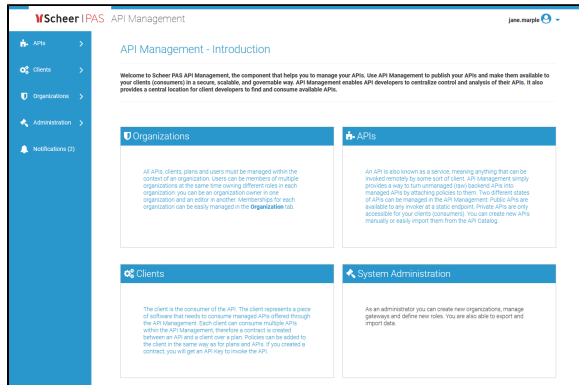 Scheer PAS API Management
jane.marple
APIs
Clients
Organizations
Administration
Notifications (2)
API Management - Introduction
Welcome to Scheer PAS API Management, the component that helps you to manage your APIs. Use API Management to publish your APIs and make them available to
your clients (consumers) in a secure, scalable, and governable way. API Management enables API developers to centralize control and analysis of their APIs. It also
provides a central location for client developers to find and consume available APIs.
Organizations
All APIs, clients, plans and users must be managed within the
context of an organization. Users can be members of multiple
organizations at the same time owning different roles in each
organization: you can be an organization owner in one
organization and an editor in another. Memberships for each
organization can be easily managed in the Organization tab.
APIs
An API is also known as a service, meaning anything that can be
invoked remotely by some sort of client. API Management simply
provides a way to turn unmanaged (raw) backend APIs into
managed APIs by attaching policies to them. Two different states
of APIs can be managed in the API Management: Public APIs are
available to any invoker at a static endpoint. Private APIs are only
accessible for your clients (consumers). You can create new APIs
manually or easily import them from the API Catalog.
Clients
The client is the consumer of the API. The client represents a piece
of software that needs to consume managed APIs offered through
the API Management. Each client can consume multiple APIs
within the API Management, therefore a contract is created
between an API and a client over a plan. Policies can be added to
the client in the same way as for plans and APIs. If you created a
contract, you will get an API Key to invoke the API.
System Administration
As an administrator you can create new organizations, manage
gateways and define new roles. You are also able to export and
import data.